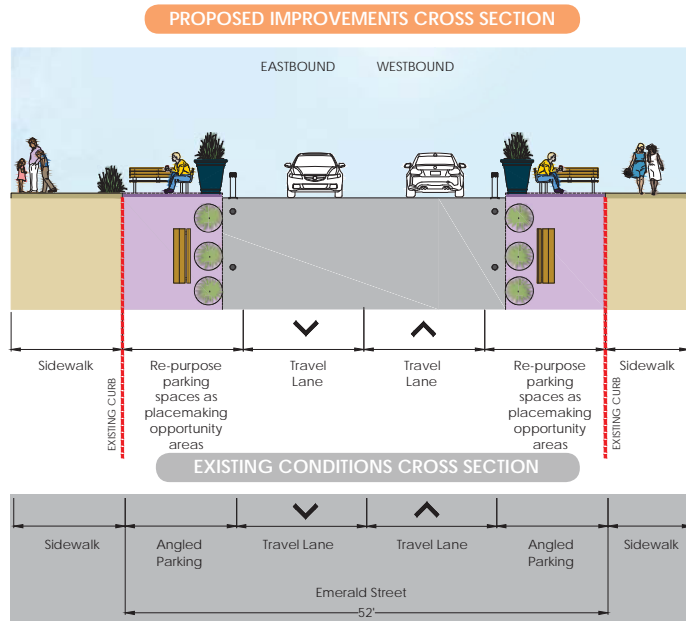 PROPOSED IMPROVEMENTS CROSS SECTION
EASTBOUND
WESTBOUND
Sidewalk
EXISTING CURB
Re-purpose
parking
spaces as
placemaking
opportunity
areas
Travel
Lane
Travel
Lane
Re-purpose
parking
spaces as
placemaking
opportunity
areas
EXISTING CURB
Sidewalk
EXISTING CONDITIONS CROSS SECTION
Sidewalk
Angled
Parking
Travel Lane
Travel Lane
Angled
Parking
Sidewalk
Emerald Street
52'